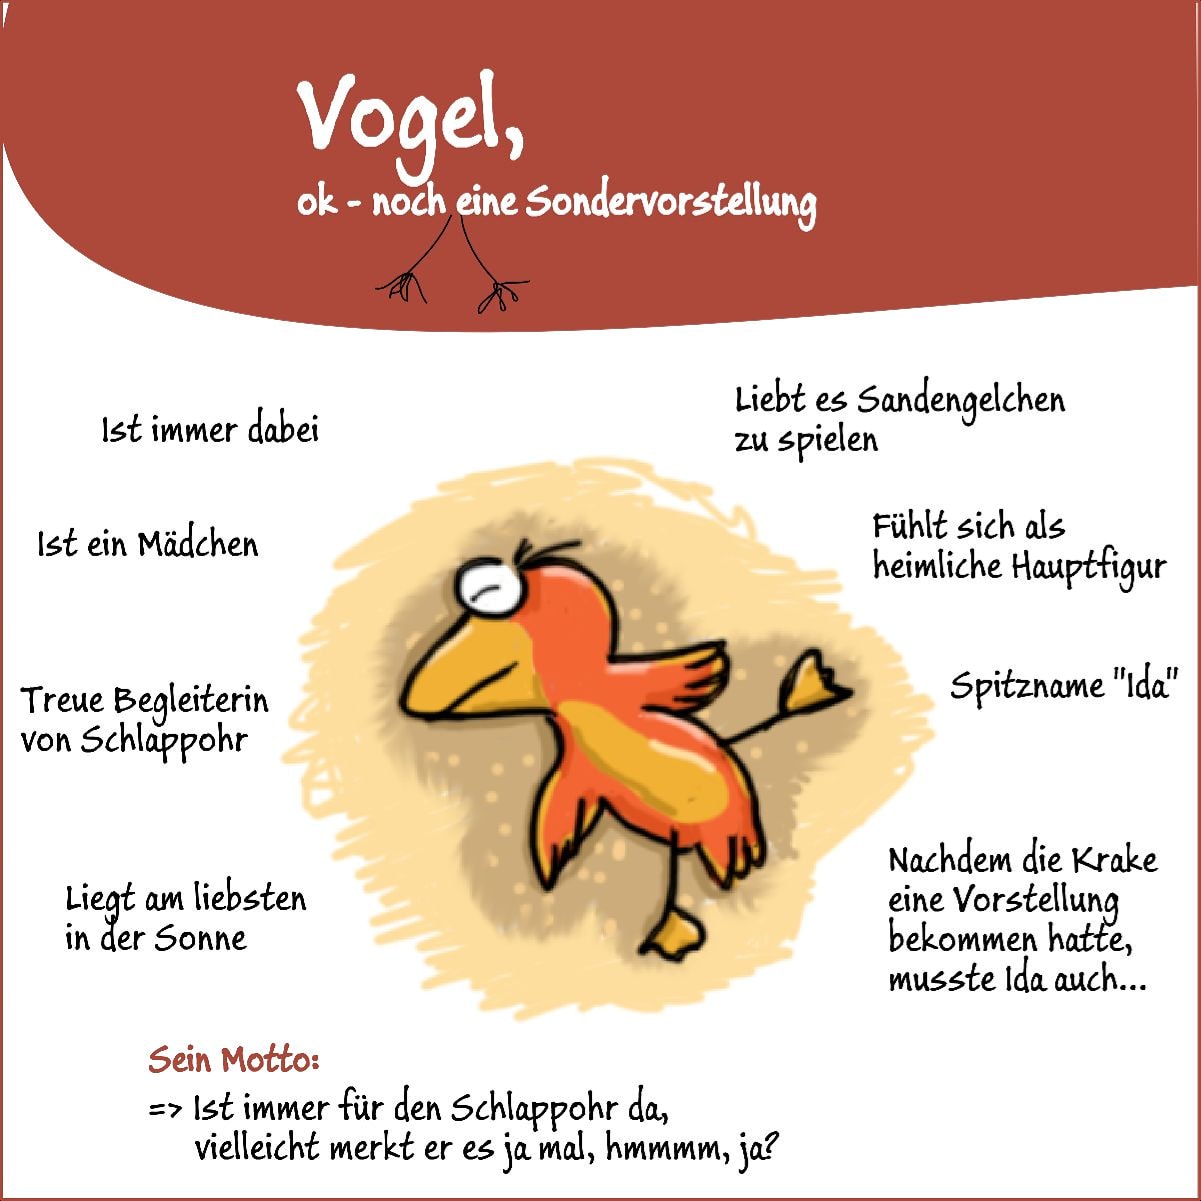 Vogel,
ok - noch eine Sondervorstellung
Ist immer dabei
Ist ein Mädchen
Treue Begleiterin
von Schlappohr
Liegt am liebsten
in der Sonne
Liebt es Sandengelchen
zu spielen
Fühlt sich als
heimliche Hauptfigur
Spitzname "Ida"
Nachdem die Krake
eine Vorstellung
bekommen hatte,
musste Ida auch...
Sein Motto:
=> Ist immer für den Schlappohr da,
vielleicht merkt er es ja mal, hmmmm, ja?